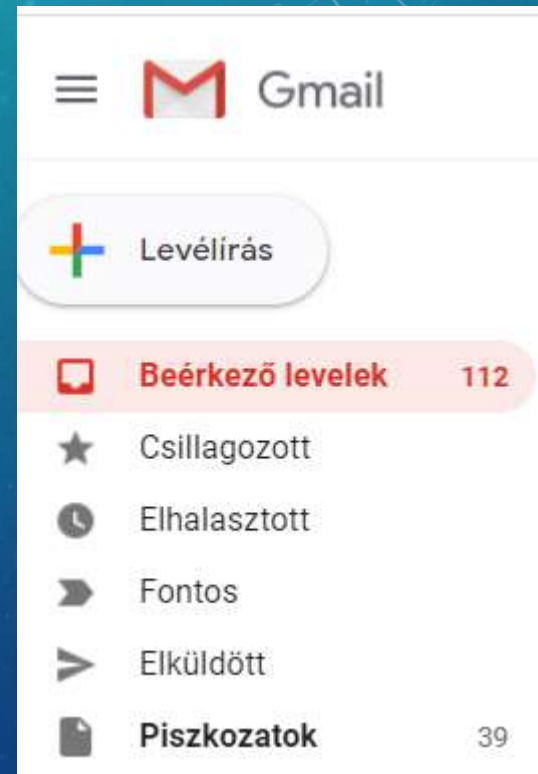 Gmail
Levélírás
Beérkező levelek 112
Csillagozott
Elhalasztott
Fontos
Elküldött
Piszkozatok 39